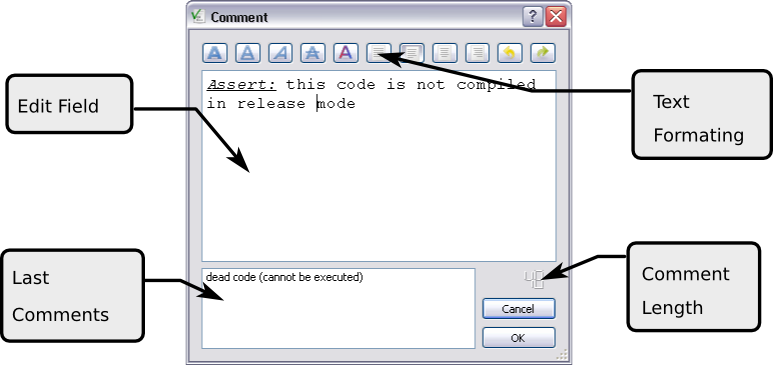 Comment
?
A A A A A
Assert: this code is not compiled
in release mode
Edit Field
Text
Formating
Last
Comments
dead code (cannot be executed)
Comment
Length
Cancel
OK